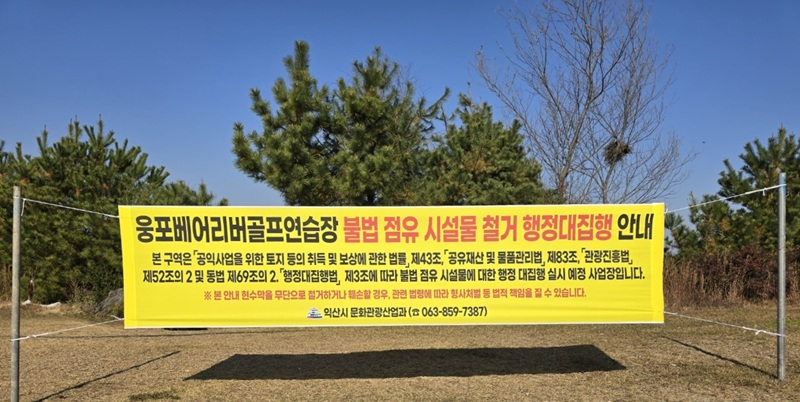 웅포베어리버골프연습장 불법 점유 시설물 철거 행정대집행 안내
본 구역은 「공익사업을 위한 토지 등의 취득 및 보상에 관한 법률」 제43조, 「공유재산 및 물품관리법」 제83조, 「관광진흥법」
제52조의 2 및 동법 제69조의 2, 「행정대집행법」 제3조에 따라 불법 점유 시설물에 대한 행정 대집행 실시 예정 사업장입니다.
※ 본 안내 현수막을 무단으로 철거하거나 훼손할 경우, 관련 법령에 따라 형사처벌 등 법적 책임을 질 수 있습니다.
익산시 문화관광산업과 (☎ 063-859-7387)